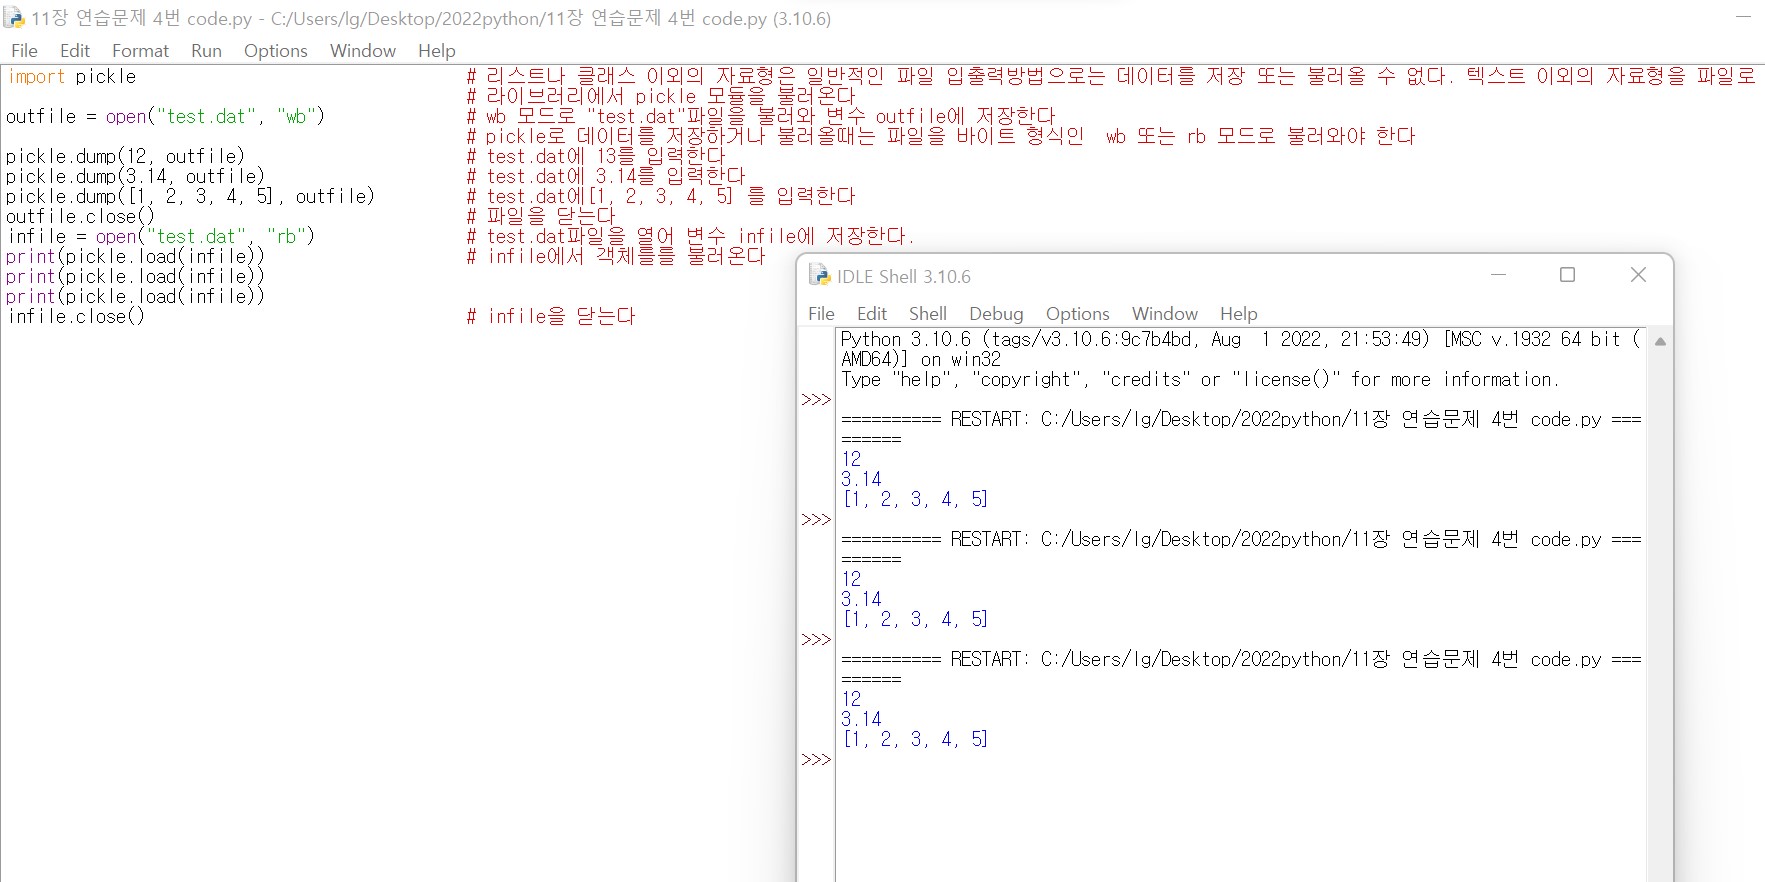 11장 연습문제 4번 code.py - C:/Users/lg/Desktop/2022python/11장 연습문제 4번 code.py (3.10.6)
File Edit Format Run Options Window Help
import pickle # 리스트나 클래스 이외의 자료형은 일반적인 파일 입출력방법으로는 데이터를 저장 또는 불러올 수 없다. 텍스트 이외의 자료형을 파일로
# 라이브러리에서 pickle 모듈을 불러온다
outfile = open("test.dat", "wb") # wb 모드로 "test.dat"파일을 불러와 변수 outfile에 저장한다
# pickle로 데이터를 저장하거나 불러올때는 파일을 바이트 형식인 wb 또는 rb 모드로 불러와야 한다
pickle.dump(12, outfile) # test.dat에 13를 입력한다
pickle.dump(3.14, outfile) # test.dat에 3.14를 입력한다
pickle.dump([1, 2, 3, 4, 5], outfile) # test.dat에[1, 2, 3, 4, 5] 를 입력한다
outfile.close() # 파일을 닫는다
infile = open("test.dat", "rb") # test.dat파일을 열어 변수 infile에 저장한다.
print(pickle.load(infile)) # infile에서 객체틀를 불러온다
print(pickle.load(infile))
print(pickle.load(infile))
infile.close() # infile을 닫는다
IDLE Shell 3.10.6
File Edit Shell Debug Options Window Help
Python 3.10.6 (tags/v3.10.6:9c7b4bd, Aug 1 2022, 21:53:49) [MSC v.1932 64 bit (
AMD64)] on win32
Type "help", "copyright", "credits" or "license()" for more information.
>>>
========== RESTART: C:/Users/lg/Desktop/2022python/11장 연습문제 4번 code.py ===
======
12
3.14
[1, 2, 3, 4, 5]
>>>
========== RESTART: C:/Users/lg/Desktop/2022python/11장 연습문제 4번 code.py ===
======
12
3.14
[1, 2, 3, 4, 5]
>>>
========== RESTART: C:/Users/lg/Desktop/2022python/11장 연습문제 4번 code.py ===
======
12
3.14
[1, 2, 3, 4, 5]
>>>